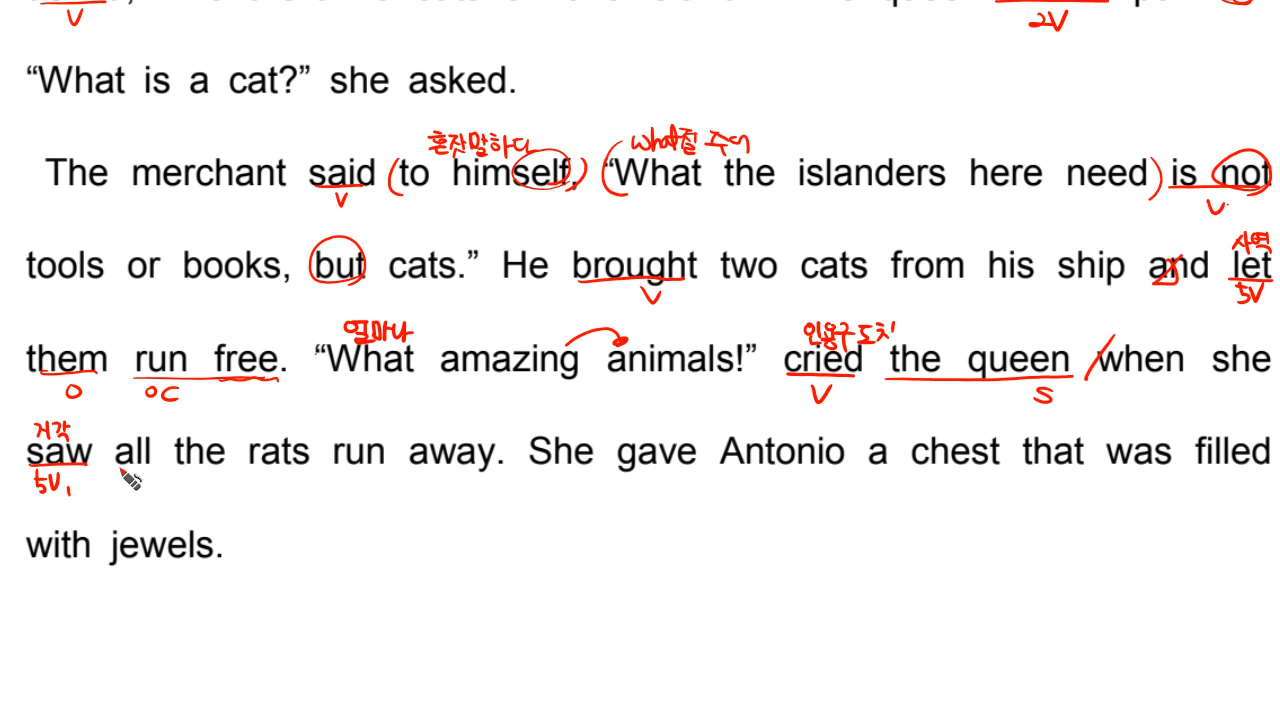 V 2V
"What is a cat?" she asked.
혼잣말하다 what절 주어
The merchant said to himself, "What the islanders here need is not
V V
사역
tools or books, but cats." He brought two cats from his ship and let
V 5V
얼마나 인용구 도치
them run free. "What amazing animals!" cried the queen when she
O OC V S
지각
saw all the rats run away. She gave Antonio a chest that was filled
5V
with jewels.